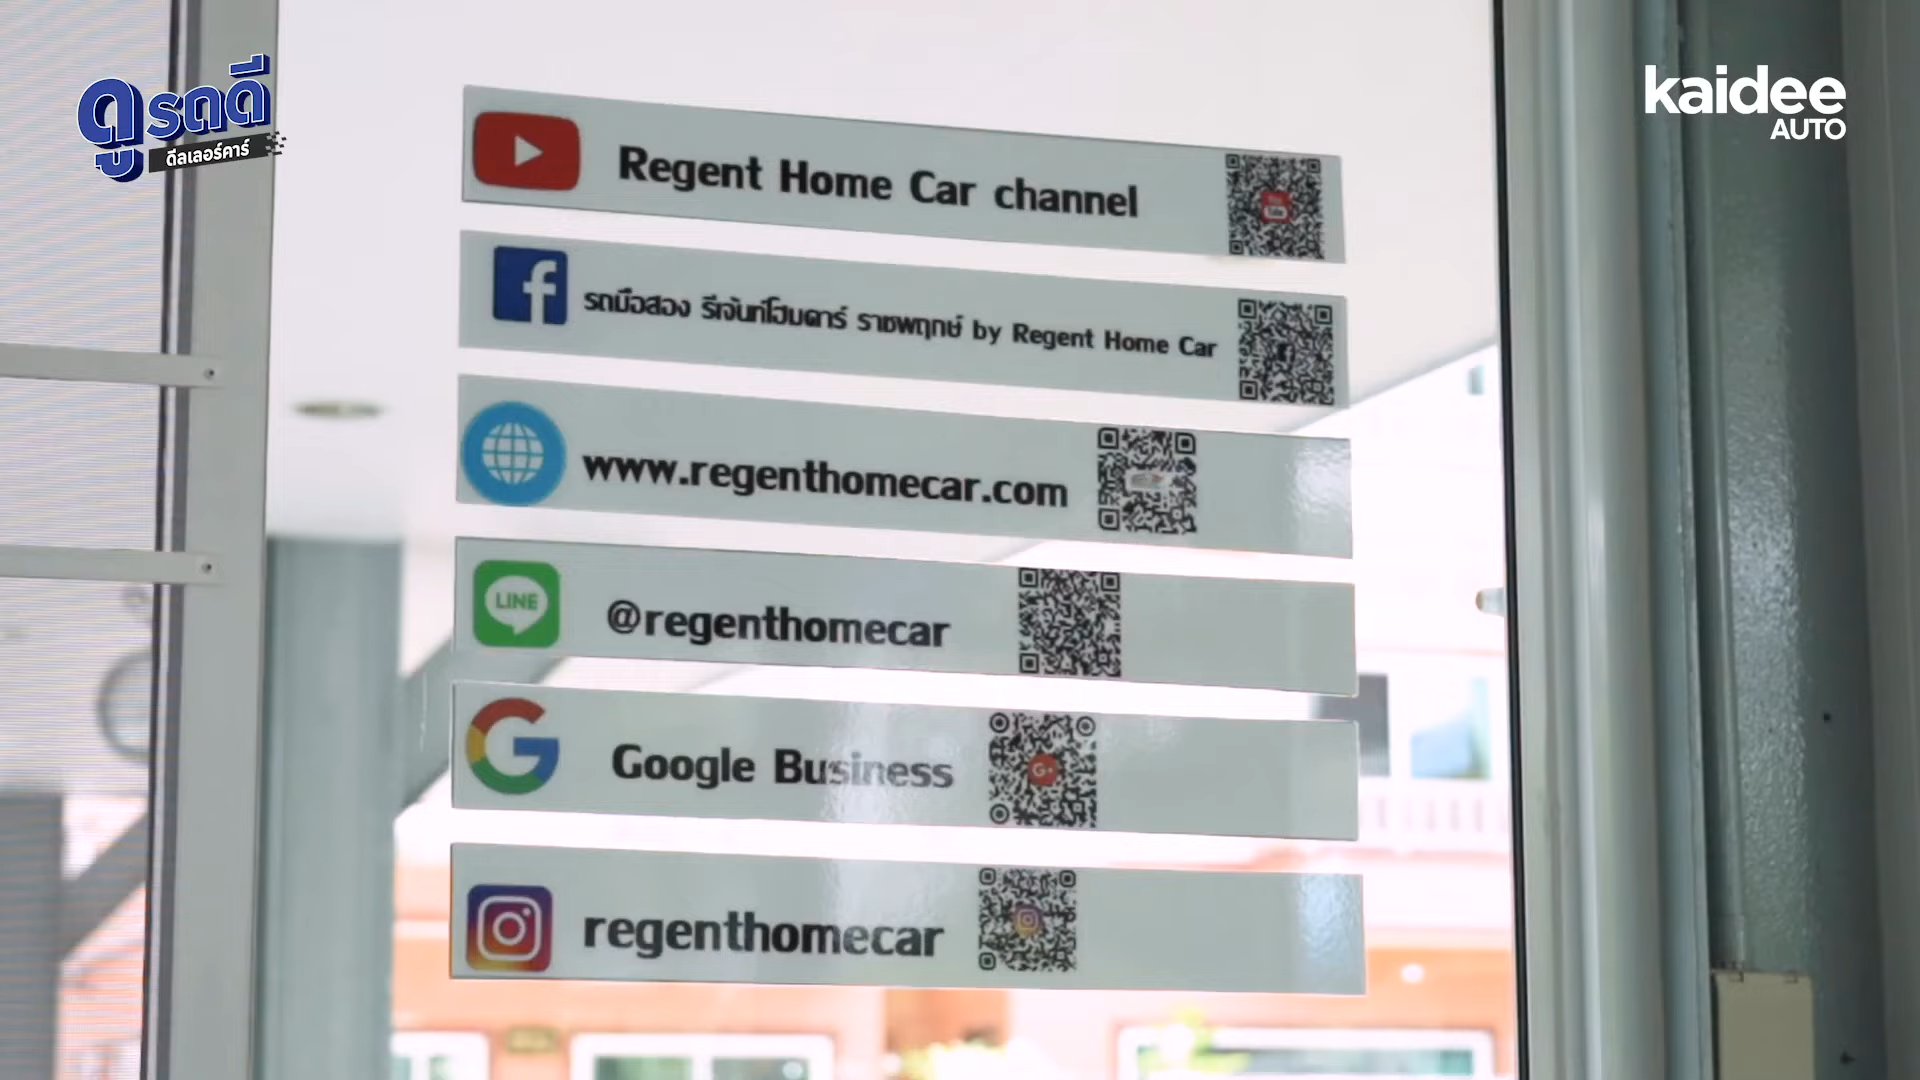 ดูรถดี
ดีลเลอร์คาร์
kaidee
AUTO
Regent Home Car channel
รถมือสอง รีเจ้นท์โฮมคาร์ ราชพฤกษ์ by Regent Home Car
www.regenthomecar.com
LINE
@regenthomecar
Google Business
regenthomecar